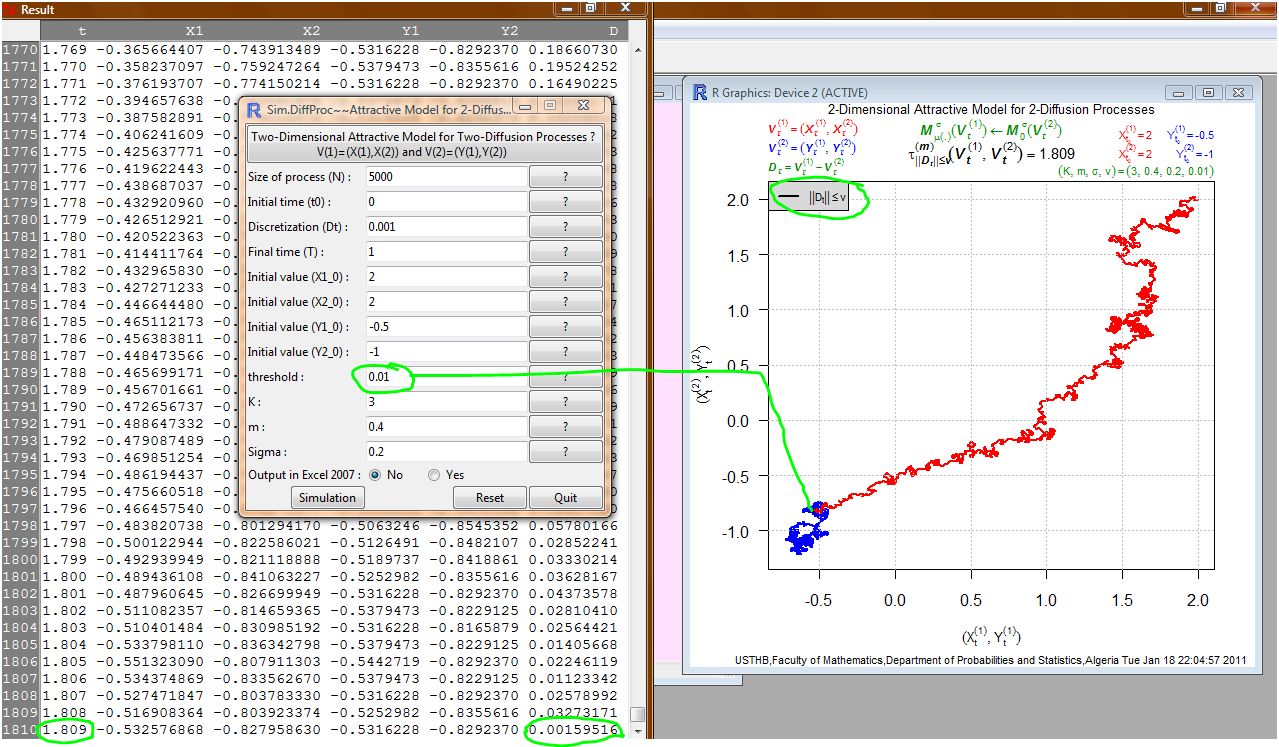 Result
t X1 X2 Y1 Y2 D
1770 1.769 -0.365664407 -0.743913489 -0.5316228 -0.8292370 0.18660730
1771 1.770 -0.358237097 -0.759247264 -0.5379473 -0.8355616 0.19524252
1772 1.771 -0.376193707 -0.774150214 -0.5316228 -0.8292370 0.16490225
1773 1.772 -0.394657638
1774 1.773 -0.387582891
1775 1.774 -0.406241609
1776 1.775 -0.412906441
1777 1.776 -0.419622443
1778 1.777 -0.438687037
1779 1.778 -0.432520960
1780 1.779 -0.426312921
1781 1.780 -0.420522363
1782 1.781 -0.414411764
1783 1.782 -0.432965830
1784 1.783 -0.427271233
1785 1.784 -0.446644480
1786 1.785 -0.465112173
1787 1.786 -0.456383811
1788 1.787 -0.448473566
1789 1.788 -0.465699171
1790 1.789 -0.456701661
1791 1.790 -0.472656737
1792 1.791 -0.488647332
1793 1.792 -0.479087489
1794 1.793 -0.469851254
1795 1.794 -0.486194437
1796 1.795 -0.475660518
1797 1.796 -0.466457540
1798 1.797 -0.483820738 -0.801294170 -0.5063246 -0.8545352 0.05780166
1799 1.798 -0.500122944 -0.822128021 -0.5126491 -0.8482107 0.02852241
1800 1.799 -0.492939949 -0.821118888 -0.5189737 -0.8418861 0.03330214
1801 1.800 -0.489436108 -0.841063227 -0.5252982 -0.8355616 0.03628167
1802 1.801 -0.487960645 -0.826699949 -0.5316228 -0.8292370 0.04373578
1803 1.802 -0.511082357 -0.814659365 -0.5379473 -0.8229125 0.02810410
1804 1.803 -0.510401484 -0.830985192 -0.5316228 -0.8165879 0.02564421
1805 1.804 -0.533798110 -0.836342798 -0.5379473 -0.8229125 0.01405668
1806 1.805 -0.551323090 -0.807911803 -0.5442719 -0.8292370 0.02246119
1807 1.806 -0.534374808 -0.833562670 -0.5379473 -0.8229125 0.01123342
1808 1.807 -0.527471847 -0.803783330 -0.5316228 -0.8292370 0.02578992
1809 1.808 -0.516908364 -0.803923374 -0.5252982 -0.8355616 0.03273171
1810 1.809 -0.532576868 -0.827958630 -0.5316228 -0.8292370 0.00159516
Sim.DiffProc~~Attractive Model for 2-Diffus...
Two-Dimensional Attractive Model for Two-Diffusion Processes ?
V(1)=(X(1),X(2)) and V(2)=(Y(1),Y(2))
Size of process (N) : 5000 ?
Initial time (t0) : 0 ?
Discretization (Dt) : 0.001 ?
Final time (T) : 1 ?
Initial value (X1_0) : 2 ?
Initial value (X2_0) : 2 ?
Initial value (Y1_0) : -0.5 ?
Initial value (Y2_0) : -1 ?
threshold : 0.01 ?
K : 3 ?
m : 0.4 ?
Sigma : 0.2 ?
Output in Excel 2007 : No Yes
Simulation Reset Quit
R Graphics: Device 2 (ACTIVE)
2-Dimensional Attractive Model for 2-Diffusion Processes
V_t^(1) = (X_t^(1), X_t^(2))
V_t^(2) = (Y_t^(1), Y_t^(2))
D_t = V_t^(1) − V_t^(2)
M_μ(.)^σ(V_t^(1)) ← M_0^σ(V_t^(2))
τ_||D_t||≤v^(m)(V_t^(1), V_t^(2)) = 1.809
X_t0^(1)=2 Y_t0^(1)=-0.5
X_t0^(2)=2 Y_t0^(2)=-1
(K, m, σ, v) = (3, 0.4, 0.2, 0.01)
||D_t|| ≤ v
2.0
1.5
1.0
0.5
0.0
-0.5
-1.0
(X_t^(2), Y_t^(2))
-0.5 0.0 0.5 1.0 1.5 2.0
(X_t^(1), Y_t^(1))
USTHB,Faculty of Mathematics,Department of Probabilities and Statistics,Algeria Tue Jan 18 22:04:57 2011